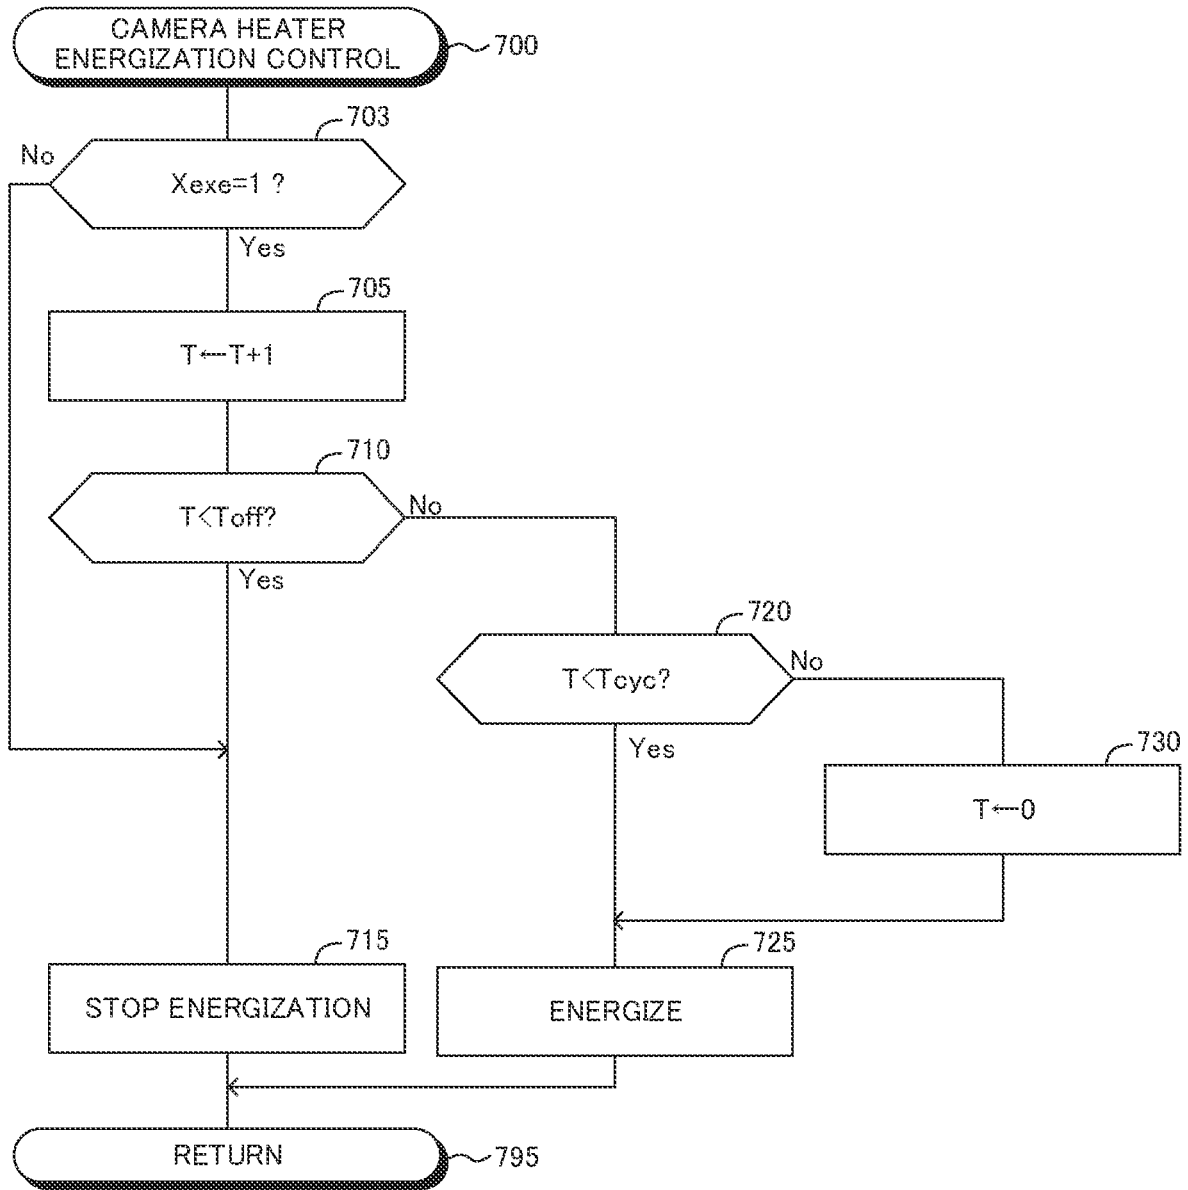 CAMERA HEATER
ENERGIZATION CONTROL
700
703
No
Xexe=1 ?
Yes
705
T←T+1
710
T<Toff?
No
Yes
720
T<Tcyc?
No
Yes
730
T←0
715
STOP ENERGIZATION
725
ENERGIZE
RETURN
795